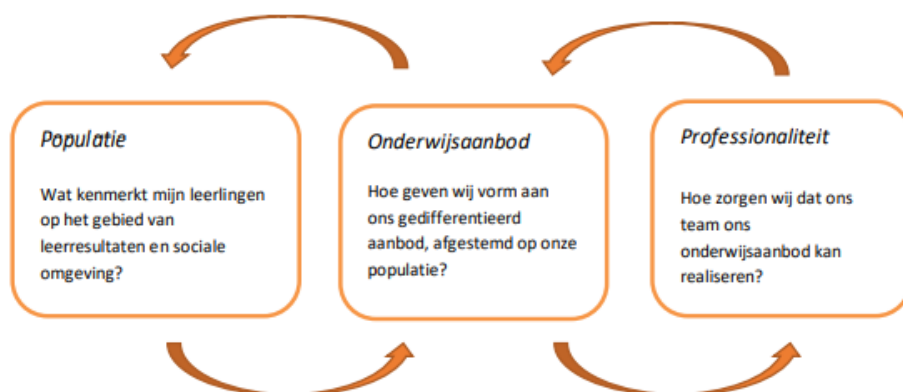 Populatie
Wat kenmerkt mijn leerlingen
op het gebied van
leerresultaten en sociale
omgeving?
Onderwijsaanbod
Hoe geven wij vorm aan
ons gedifferentieerd
aanbod, afgestemd op onze
populatie?
Professionaliteit
Hoe zorgen wij dat ons
team ons
onderwijsaanbod kan
realiseren?